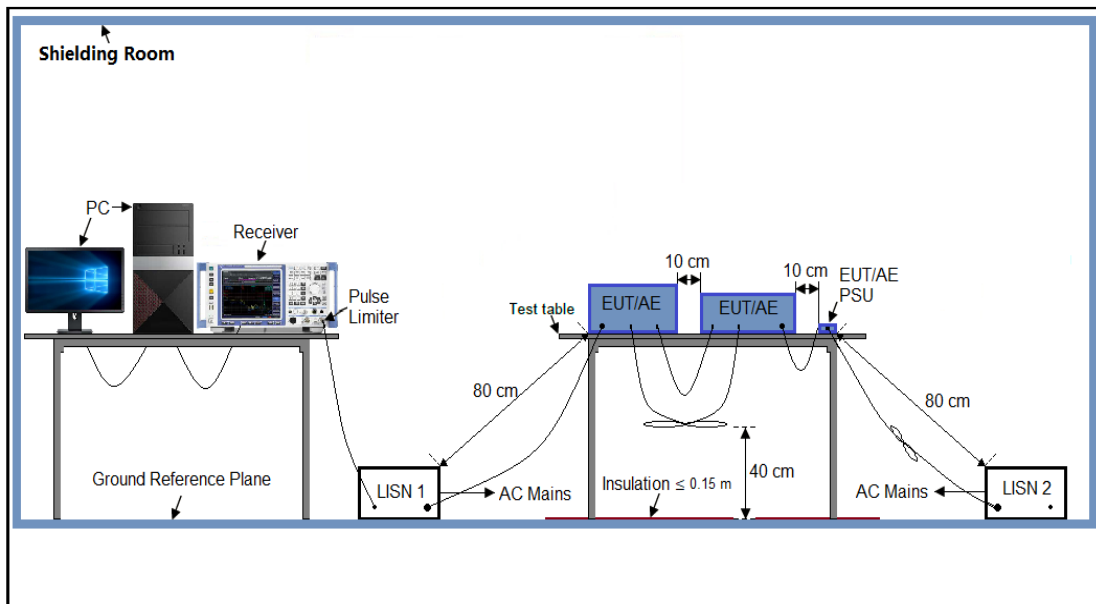 Shielding Room
PC
Receiver
Pulse
Limiter
Test table
10 cm
10 cm
EUT/AE
PSU
EUT/AE
EUT/AE
80 cm
80 cm
40 cm
Ground Reference Plane
LISN 1
AC Mains
Insulation ≤ 0.15 m
AC Mains
LISN 2